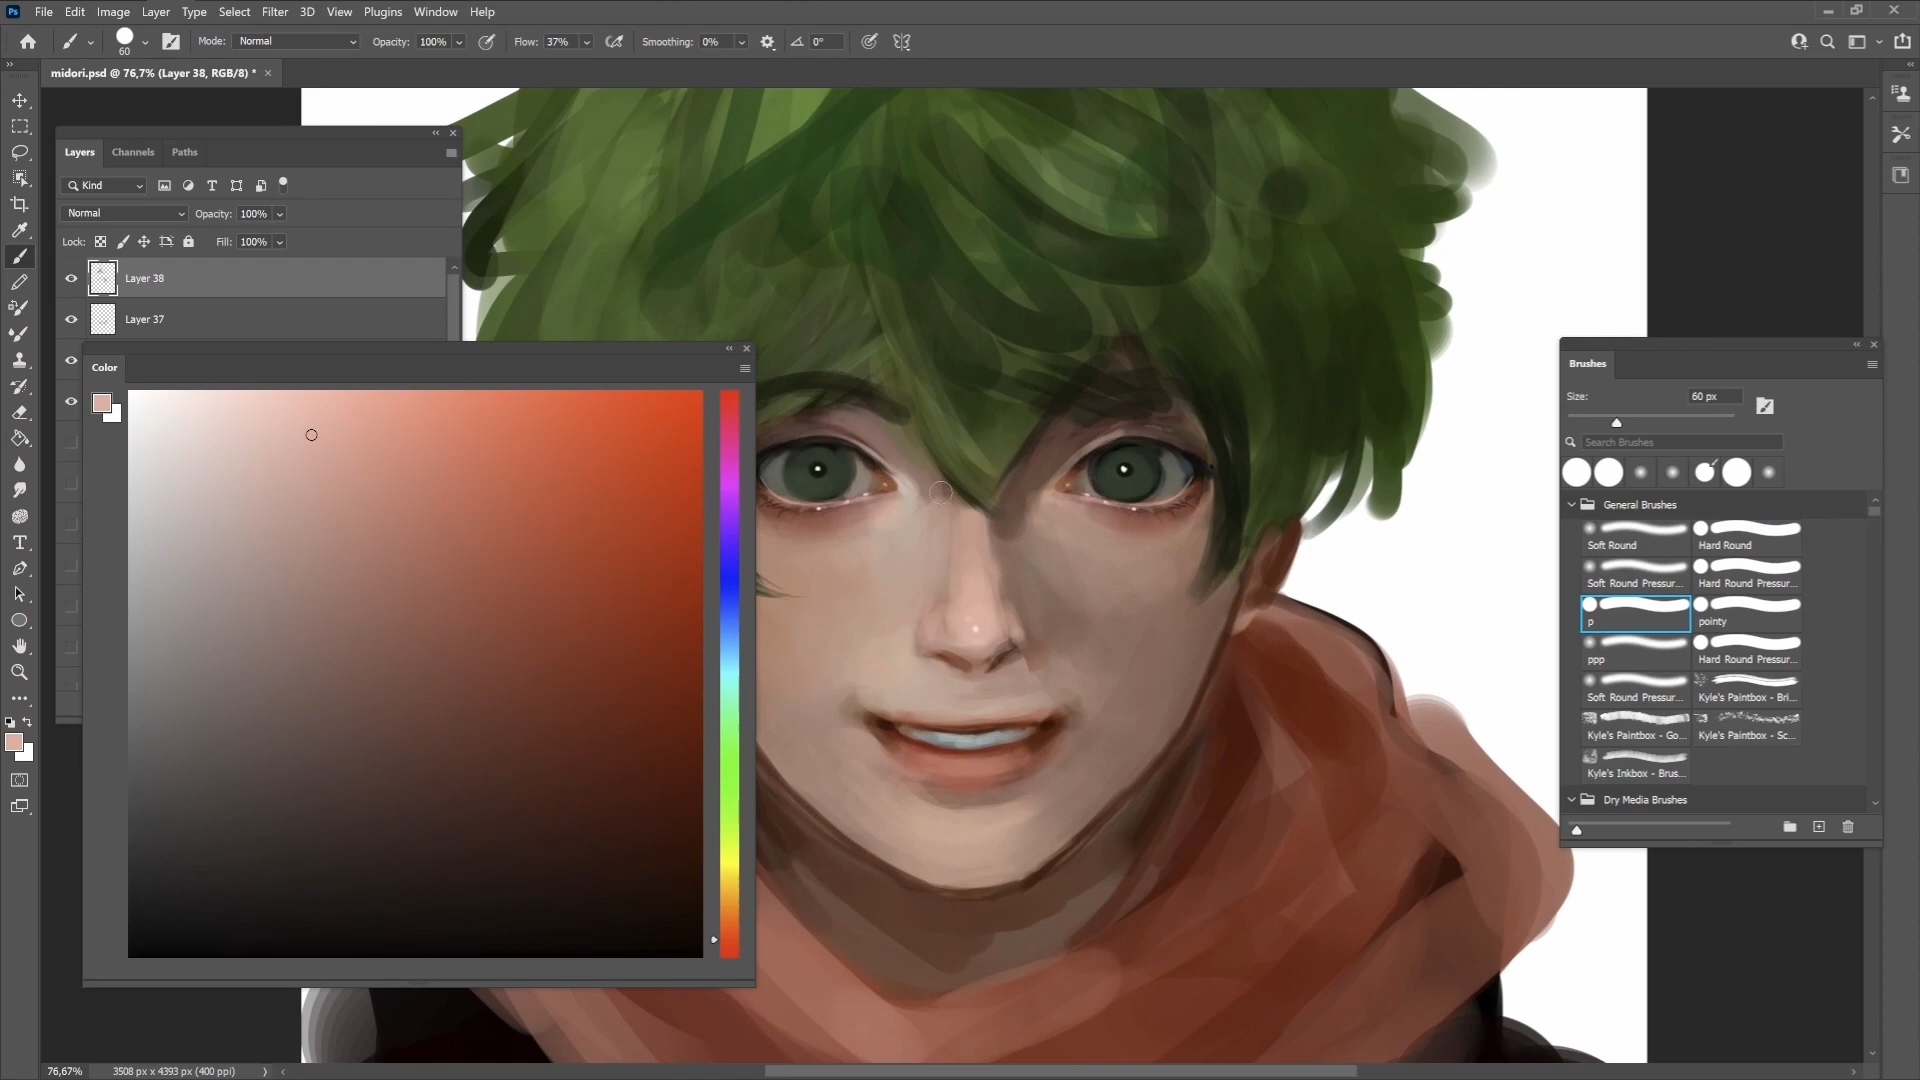 Ps File Edit Image Layer Type Select Filter 3D View Plugins Window Help
60 Mode: Normal Opacity: 100% Flow: 37% Smoothing: 0% 0°
midori.psd @ 76,7% (Layer 38, RGB/8) *
Layers Channels Paths
Kind
Normal Opacity: 100%
Lock: Fill: 100%
Layer 38
Layer 37
Color
Brushes
Size: 60 px
Search Brushes
General Brushes
Soft Round Hard Round
Soft Round Pressur... Hard Round Pressur...
p pointy
ppp Hard Round Pressur...
Soft Round Pressur... Kyle's Paintbox - Bri...
Kyle's Paintbox - Go... Kyle's Paintbox - Sc...
Kyle's Inkbox - Brus...
Dry Media Brushes
76,67% 3508 px x 4393 px (400 ppi)